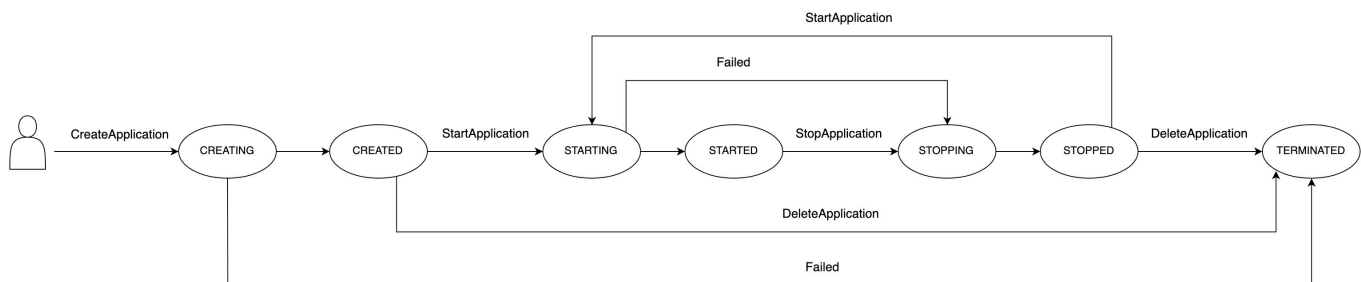 StartApplication
Failed
CreateApplication
CREATING
CREATED
StartApplication
STARTING
STARTED
StopApplication
STOPPING
STOPPED
DeleteApplication
TERMINATED
DeleteApplication
Failed